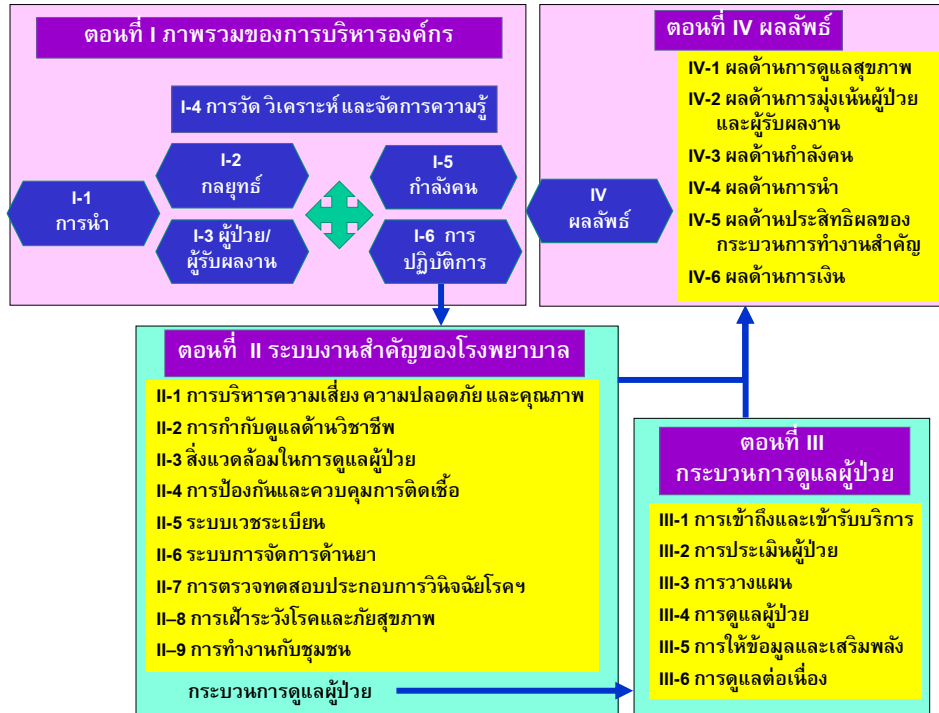 ตอนที่ I ภาพรวมของการบริหารองค์กร
I-4 การวัด วิเคราะห์ และจัดการความรู้
I-1
การนำ
I-2
กลยุทธ์
I-3 ผู้ป่วย/
ผู้รับผลงาน
I-5
กำลังคน
I-6 การ
ปฏิบัติการ
ตอนที่ IV ผลลัพธ์
IV
ผลลัพธ์
IV-1 ผลด้านการดูแลสุขภาพ
IV-2 ผลด้านการมุ่งเน้นผู้ป่วย
และผู้รับผลงาน
IV-3 ผลด้านกำลังคน
IV-4 ผลด้านการนำ
IV-5 ผลด้านประสิทธิผลของ
กระบวนการทำงานสำคัญ
IV-6 ผลด้านการเงิน
ตอนที่ II ระบบงานสำคัญของโรงพยาบาล
II-1 การบริหารความเสี่ยง ความปลอดภัย และคุณภาพ
II-2 การกำกับดูแลด้านวิชาชีพ
II-3 สิ่งแวดล้อมในการดูแลผู้ป่วย
II-4 การป้องกันและควบคุมการติดเชื้อ
II-5 ระบบเวชระเบียน
II-6 ระบบการจัดการด้านยา
II-7 การตรวจทดสอบประกอบการวินิจฉัยโรคฯ
II–8 การเฝ้าระวังโรคและภัยสุขภาพ
II–9 การทำงานกับชุมชน
กระบวนการดูแลผู้ป่วย
ตอนที่ III
กระบวนการดูแลผู้ป่วย
III-1 การเข้าถึงและเข้ารับบริการ
III-2 การประเมินผู้ป่วย
III-3 การวางแผน
III-4 การดูแลผู้ป่วย
III-5 การให้ข้อมูลและเสริมพลัง
III-6 การดูแลต่อเนื่อง